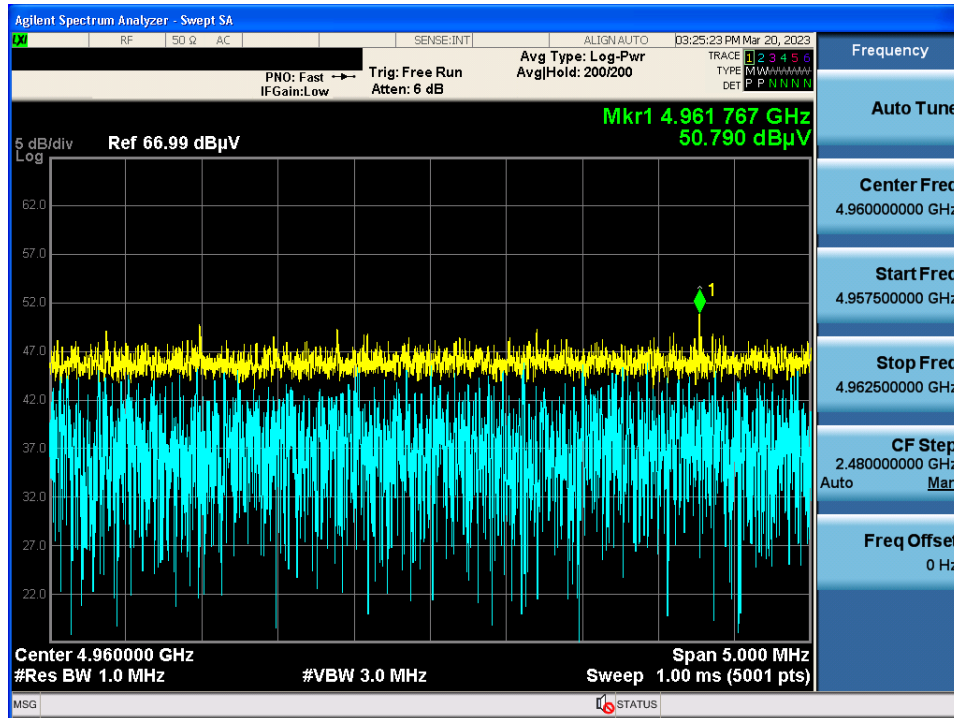 Agilent Spectrum Analyzer - Swept SA
LXI RF 50 Ω AC SENSE:INT ALIGN AUTO 03:25:23 PM Mar 20, 2023
PNO: Fast Trig: Free Run Avg Type: Log-Pwr TRACE 1 2 3 4 5 6
IFGain:Low Atten: 6 dB Avg|Hold: 200/200 TYPE M W W W W W
DET P P N N N N
Mkr1 4.961 767 GHz
50.790 dBµV
5 dB/div Ref 66.99 dBµV
Log
62.0
57.0
52.0
1
47.0
42.0
37.0
32.0
27.0
22.0
Center 4.960000 GHz Span 5.000 MHz
#Res BW 1.0 MHz #VBW 3.0 MHz Sweep 1.00 ms (5001 pts)
MSG STATUS
Frequency
Auto Tune
Center Freq
4.960000000 GHz
Start Freq
4.957500000 GHz
Stop Freq
4.962500000 GHz
CF Step
2.480000000 GHz
Auto Man
Freq Offset
0 Hz